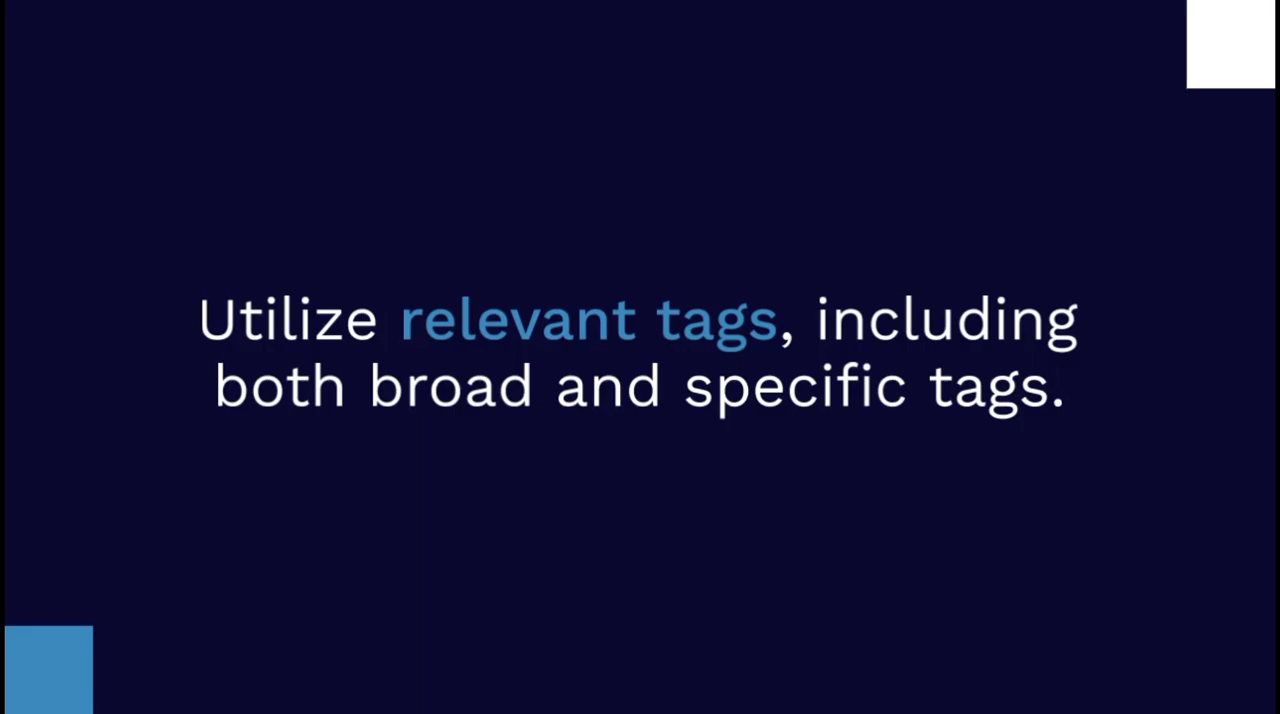 Utilize relevant tags, including
both broad and specific tags.